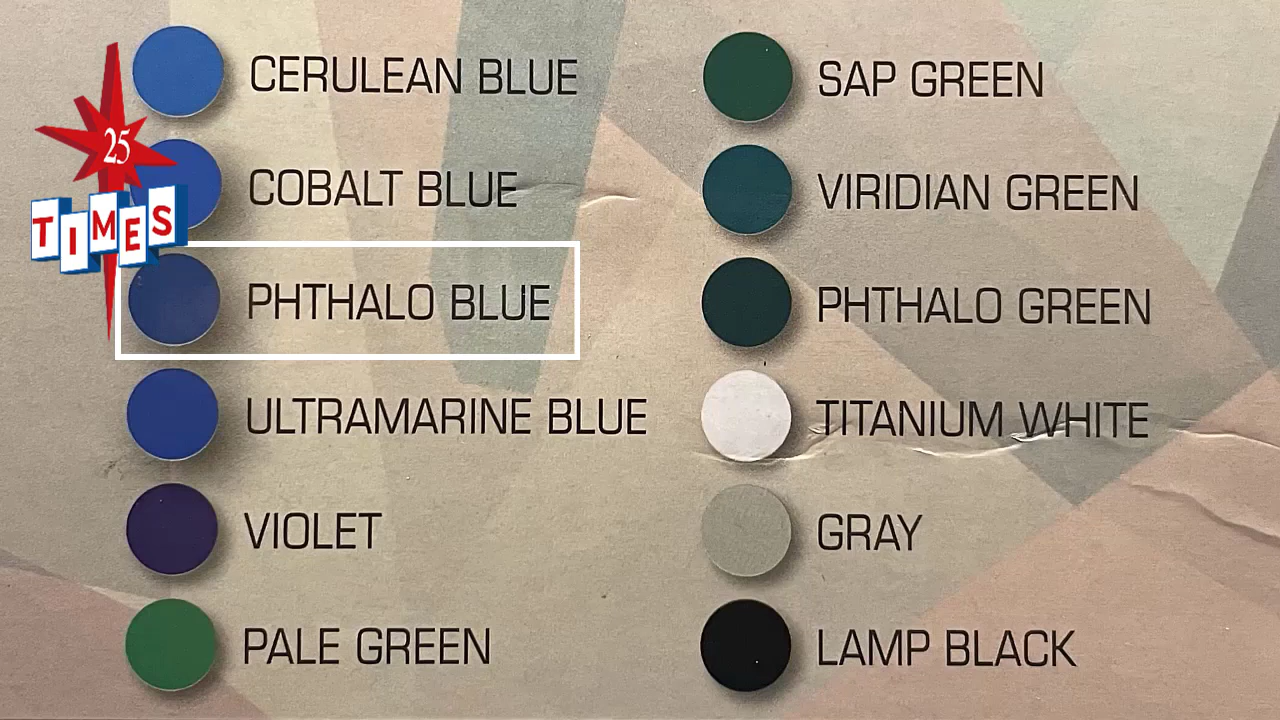 CERULEAN BLUE
COBALT BLUE
PHTHALO BLUE
ULTRAMARINE BLUE
VIOLET
PALE GREEN
SAP GREEN
VIRIDIAN GREEN
PHTHALO GREEN
TITANIUM WHITE
GRAY
LAMP BLACK
25
TIMES